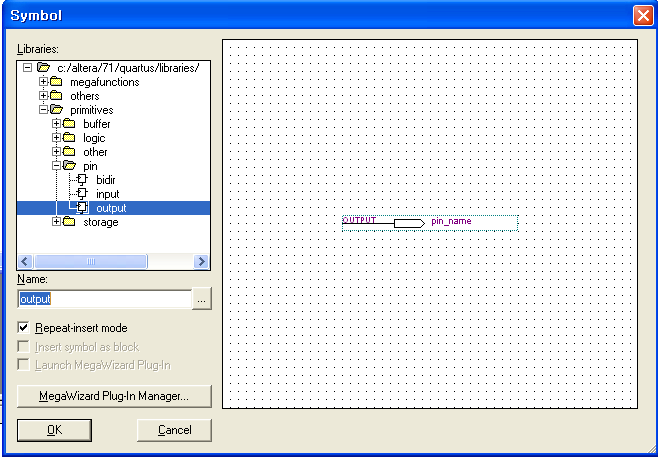 Symbol
Libraries:
c:/altera/71/quartus/libraries/
megafunctions
others
primitives
buffer
logic
other
pin
bidir
input
output
storage
Name:
output
...
Repeat-insert mode
Insert symbol as block
Launch MegaWizard Plug-In
MegaWizard Plug-In Manager...
OK
Cancel
OUTPUT
pin_name